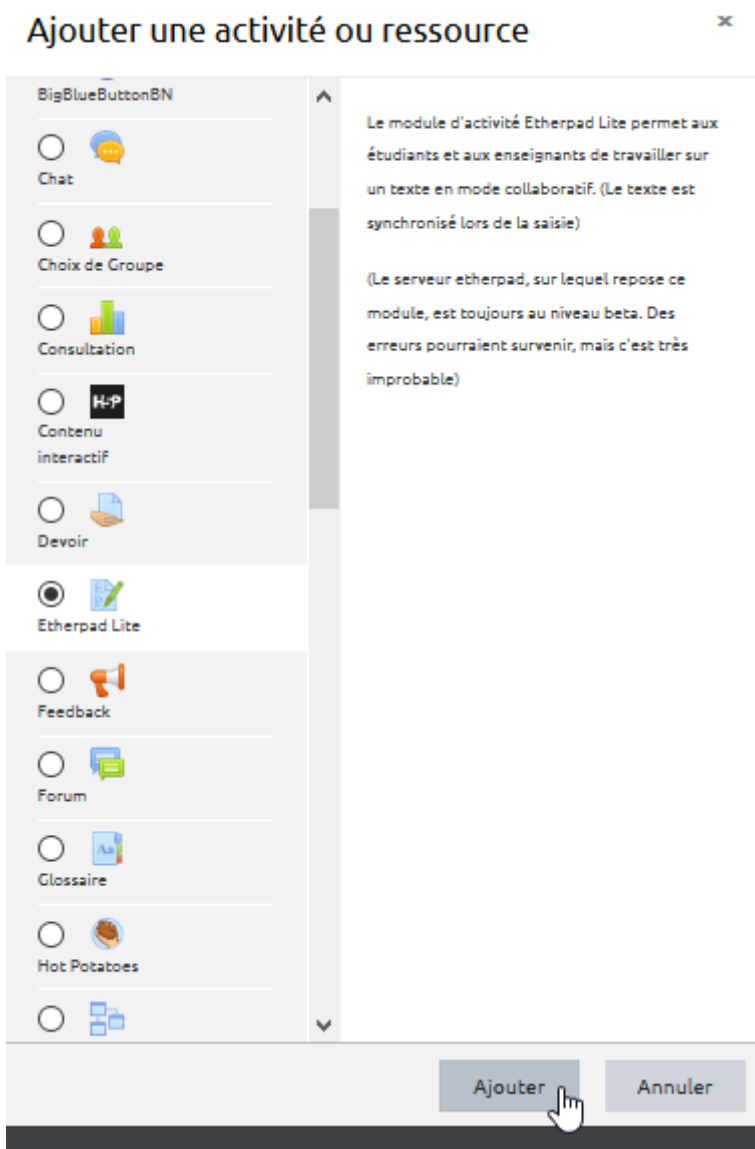 Ajouter une activité ou ressource
×
BigBlueButtonBN
Chat
Choix de Groupe
Consultation
H-P
Contenu
interactif
Devoir
Etherpad Lite
Feedback
Forum
Aa
Glossaire
Hot Potatoes
Le module d'activité Etherpad Lite permet aux
étudiants et aux enseignants de travailler sur
un texte en mode collaboratif. (Le texte est
synchronisé lors de la saisie)
(Le serveur etherpad, sur lequel repose ce
module, est toujours au niveau beta. Des
erreurs pourraient survenir, mais c'est très
improbable)
Ajouter
Annuler